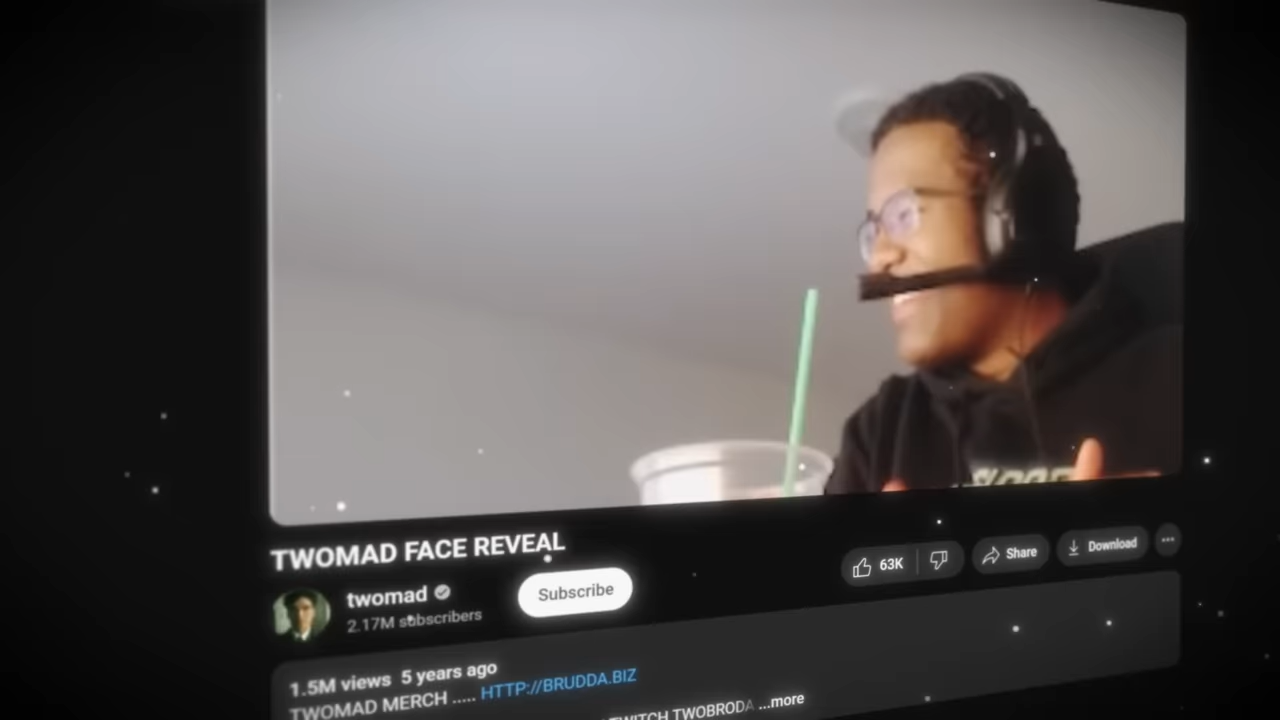 TWOMAD FACE REVEAL
twomad
2.17M subscribers
Subscribe
63K
Share
Download
1.5M views 5 years ago
TWOMAD MERCH ..... HTTP://BRUDDA.BIZ
TWITCH TWOBRODA ...more